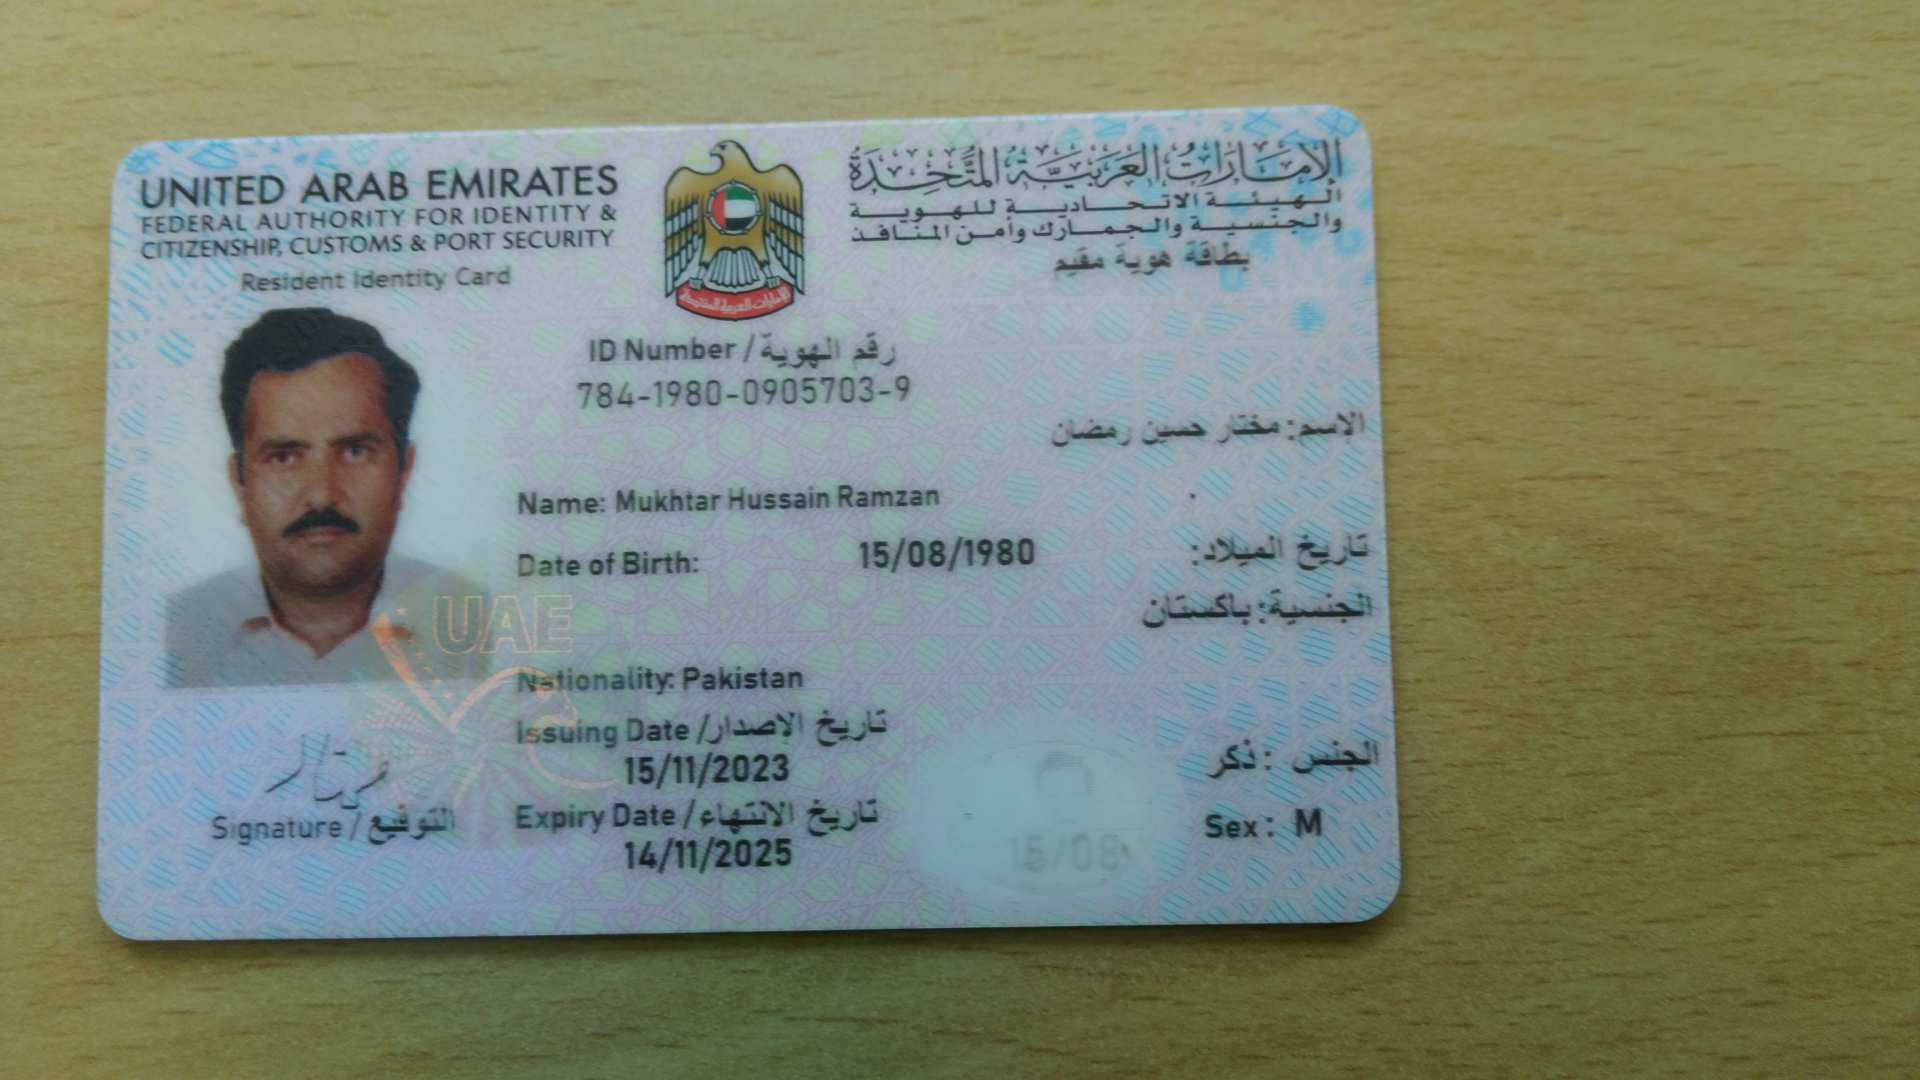 UNITED ARAB EMIRATES
FEDERAL AUTHORITY FOR IDENTITY &
CITIZENSHIP, CUSTOMS & PORT SECURITY
Resident Identity Card
الإمارات العربية المتحدة
الهيئة الاتحادية للهوية
والجنسية والجمارك وأمن المنافذ
بطاقة هوية مقيم
الإمارات العربية المتحدة
ID Number / رقم الهوية
784-1980-0905703-9
الإسم: مختار حسين رمضان
Name: Mukhtar Hussain Ramzan
Date of Birth: 15/08/1980 تاريخ الميلاد:
الجنسية: باكستان
UAE
Nationality: Pakistan
Issuing Date / تاريخ الاصدار
15/11/2023
Expiry Date / تاريخ الانتهاء
14/11/2025
الجنس : ذكر
Sex : M
Signature / التوقيع
15/08